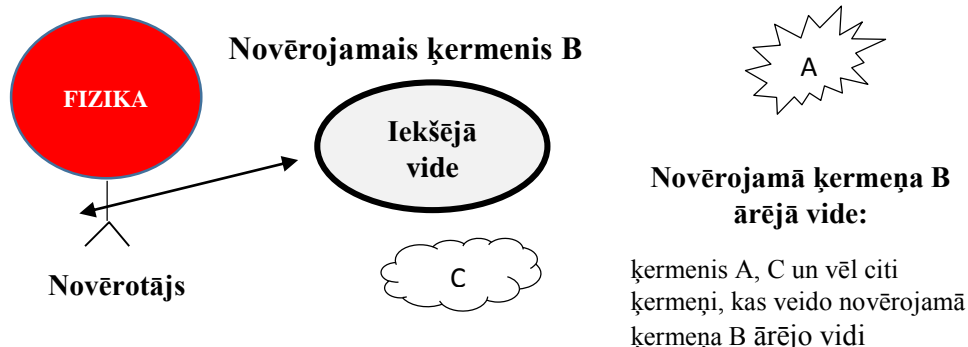 Novērojamais ķermenis B
A
FIZIKA
Iekšējā
vide
Novērojamā ķermeņa B
ārējā vide:
Novērotājs
C
ķermenis A, C un vēl citi
ķermeņi, kas veido novērojamā
ķermeņa B ārējo vidi